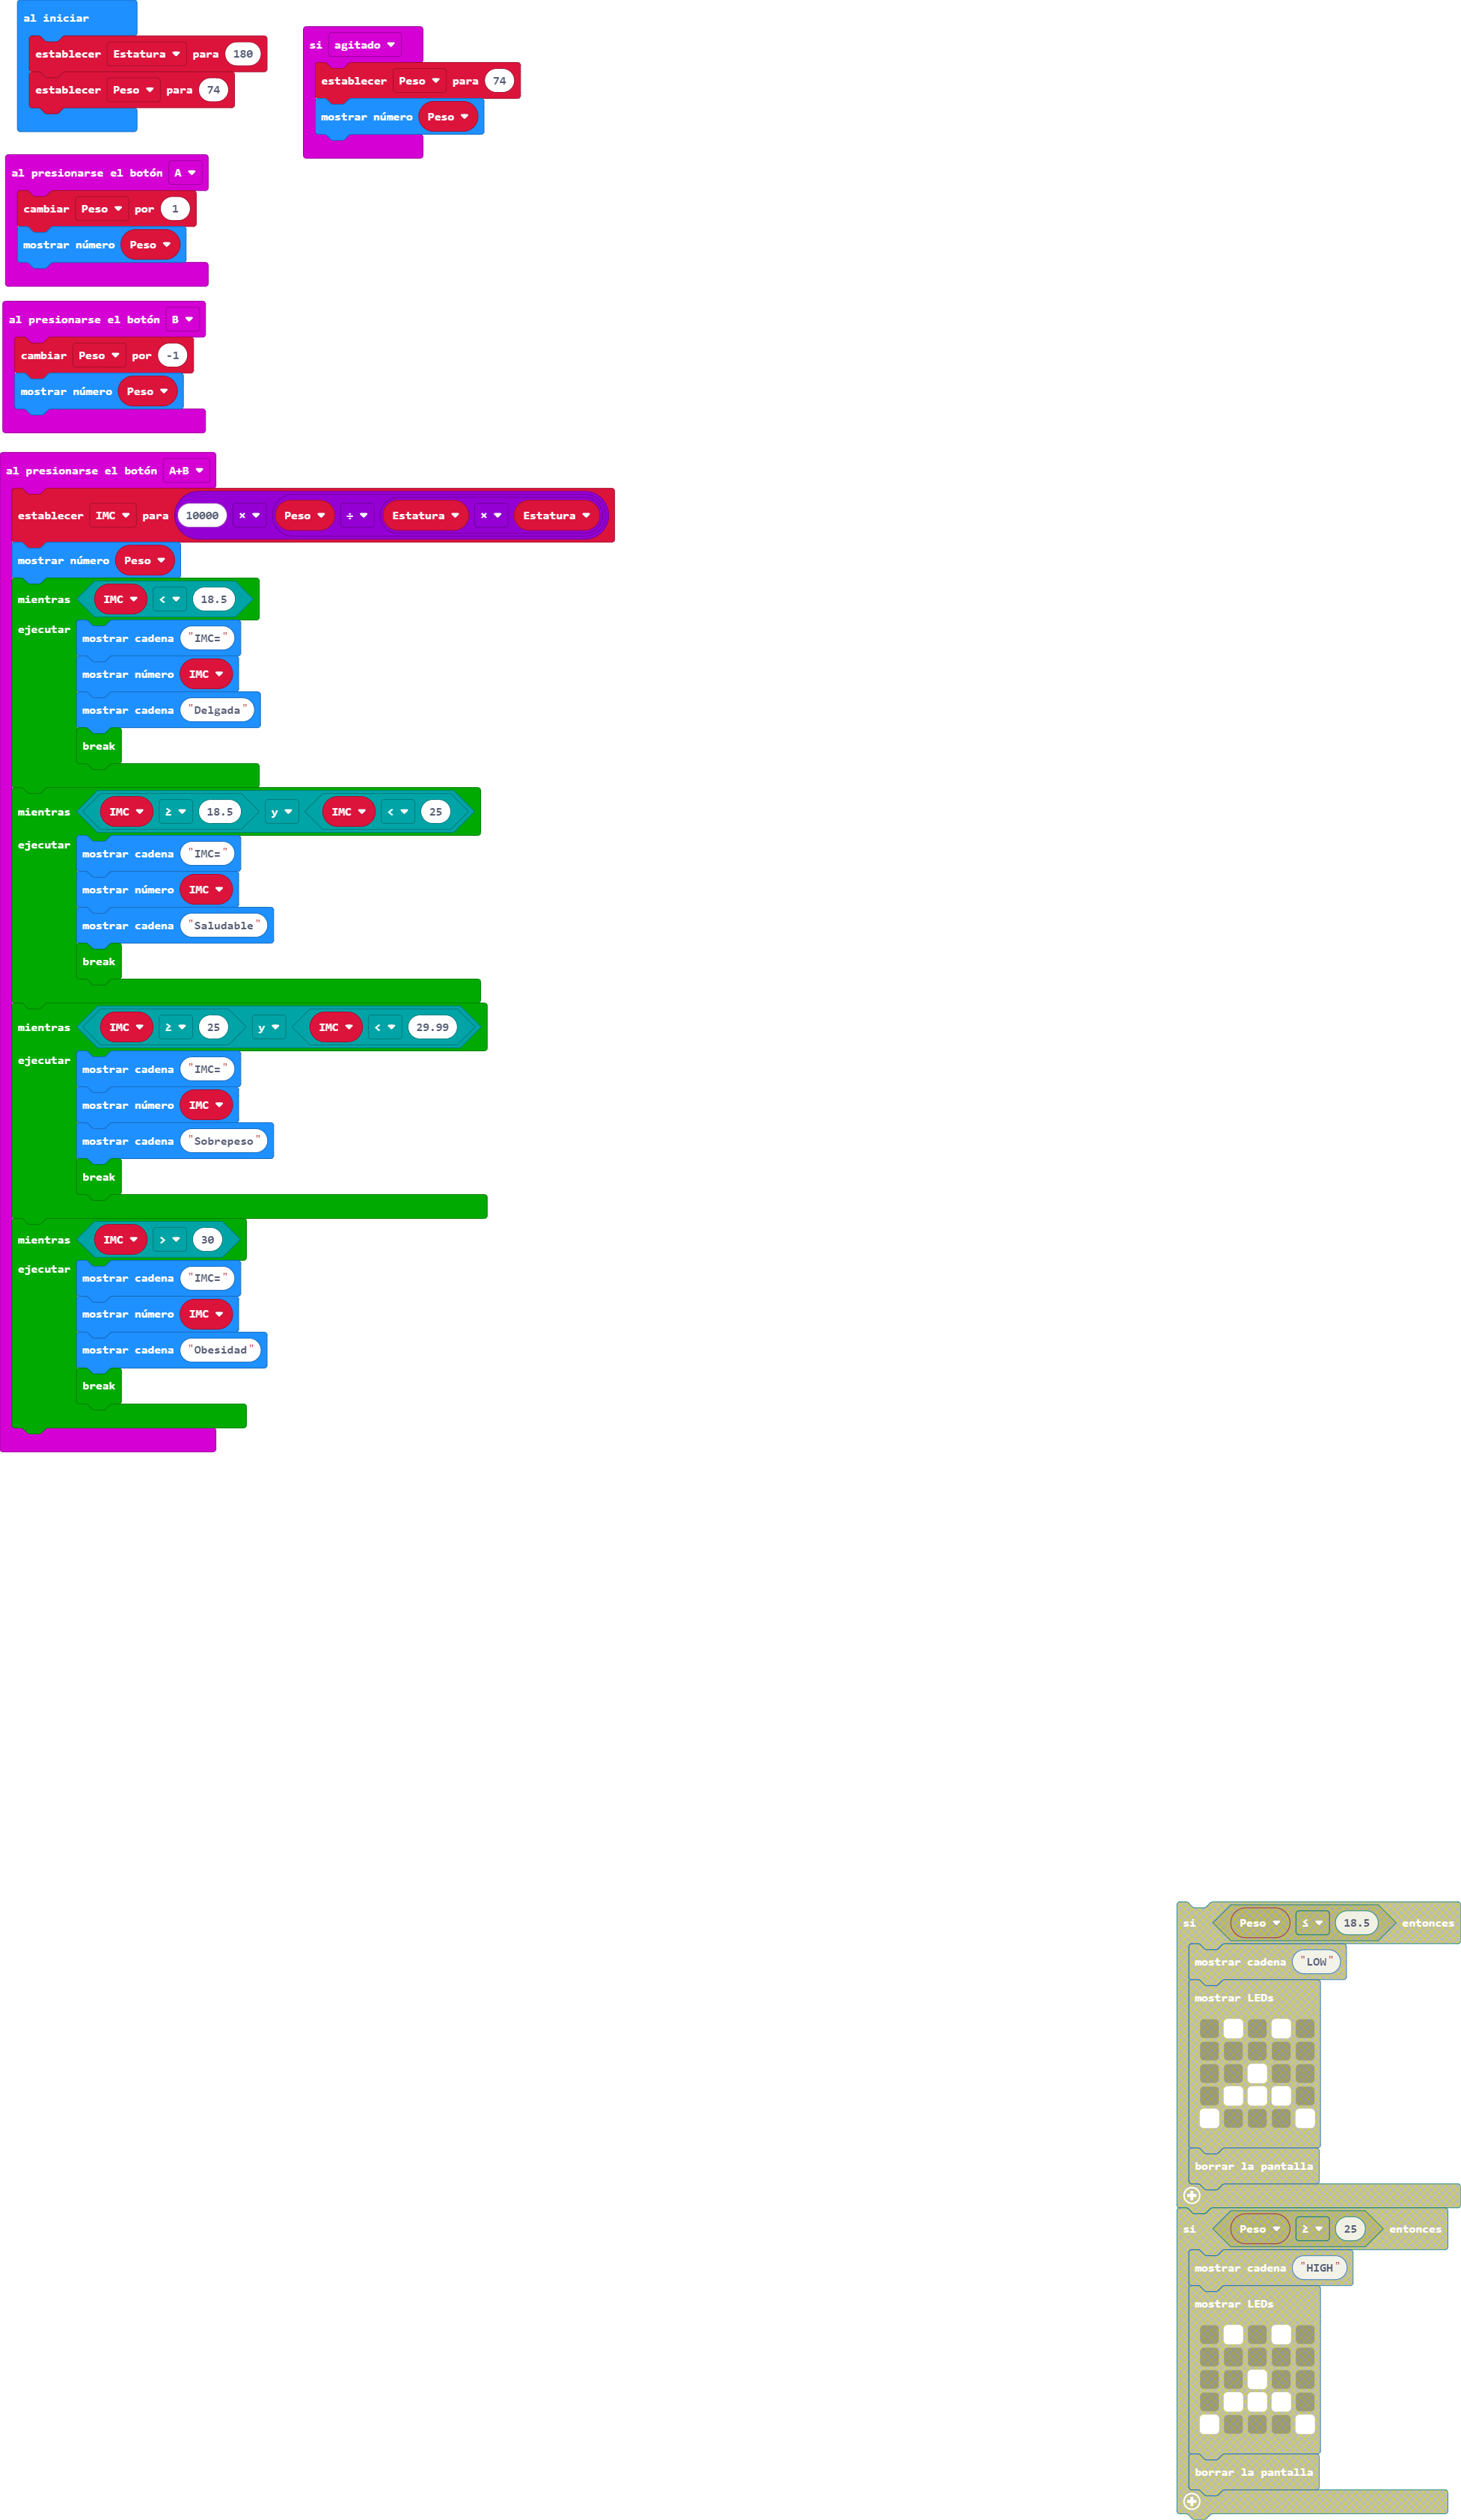 al iniciar
establecer Estatura para 180
establecer Peso para 74
si agitado
establecer Peso para 74
mostrar número Peso
al presionarse el botón A
cambiar Peso por 1
mostrar número Peso
al presionarse el botón B
cambiar Peso por -1
mostrar número Peso
al presionarse el botón A+B
establecer IMC para 10000 × Peso ÷ Estatura × Estatura
mostrar número Peso
mientras IMC < 18.5
ejecutar
mostrar cadena "IMC="
mostrar número IMC
mostrar cadena "Delgada"
break
mientras IMC ≥ 18.5 y IMC < 25
ejecutar
mostrar cadena "IMC="
mostrar número IMC
mostrar cadena "Saludable"
break
mientras IMC ≥ 25 y IMC < 29.99
ejecutar
mostrar cadena "IMC="
mostrar número IMC
mostrar cadena "Sobrepeso"
break
mientras IMC > 30
ejecutar
mostrar cadena "IMC="
mostrar número IMC
mostrar cadena "Obesidad"
break
si Peso ≤ 18.5 entonces
mostrar cadena "LOW"
mostrar LEDs
borrar la pantalla
si Peso ≥ 25 entonces
mostrar cadena "HIGH"
mostrar LEDs
borrar la pantalla